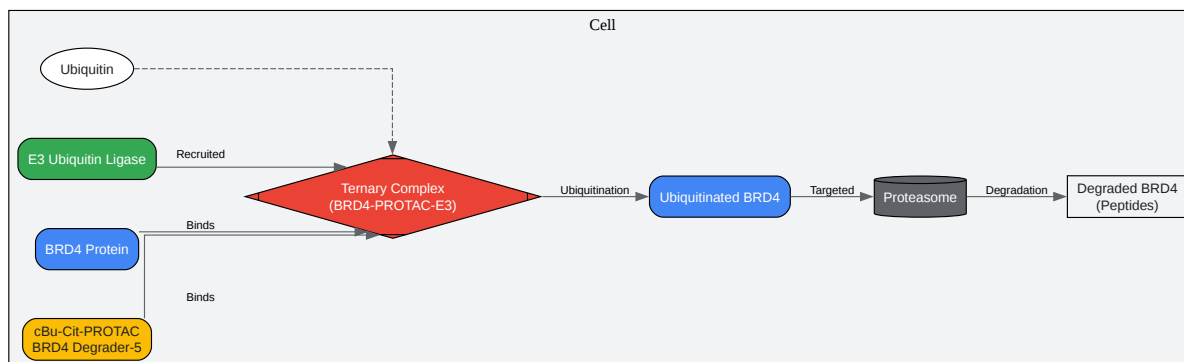 Cell
Ubiquitin
E3 Ubiquitin Ligase
Recruited
Ternary Complex
(BRD4-PROTAC-E3)
Ubiquitination
Ubiquitinated BRD4
Targeted
Proteasome
Degradation
Degraded BRD4
(Peptides)
Binds
BRD4 Protein
Binds
cBu-Cit-PROTAC
BRD4 Degrader-5